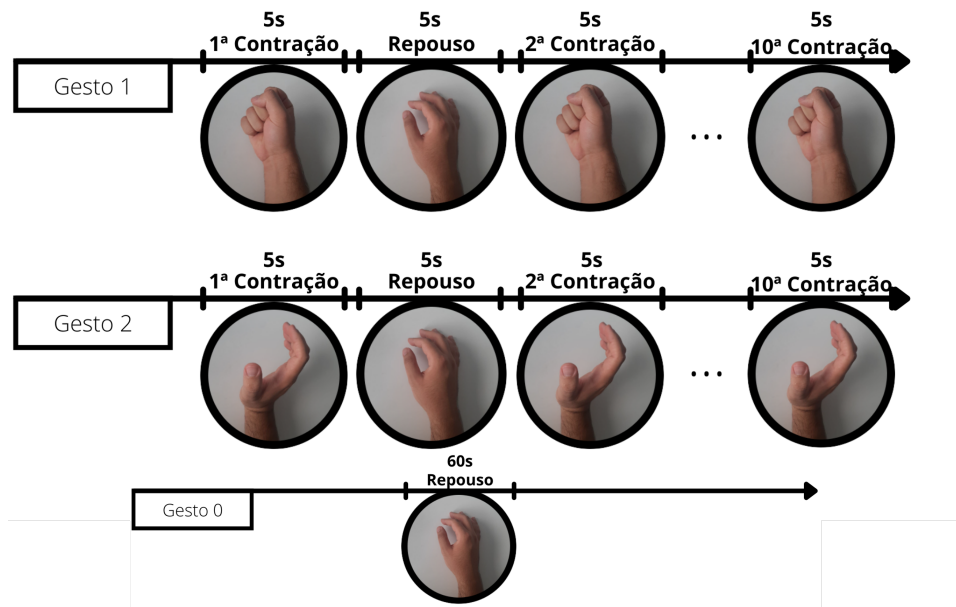 5s 5s 5s 5s
1ª Contração Repouso 2ª Contração 10ª Contração
Gesto 1
...
5s 5s 5s 5s
1ª Contração Repouso 2ª Contração 10ª Contração
Gesto 2
...
60s
Repouso
Gesto 0